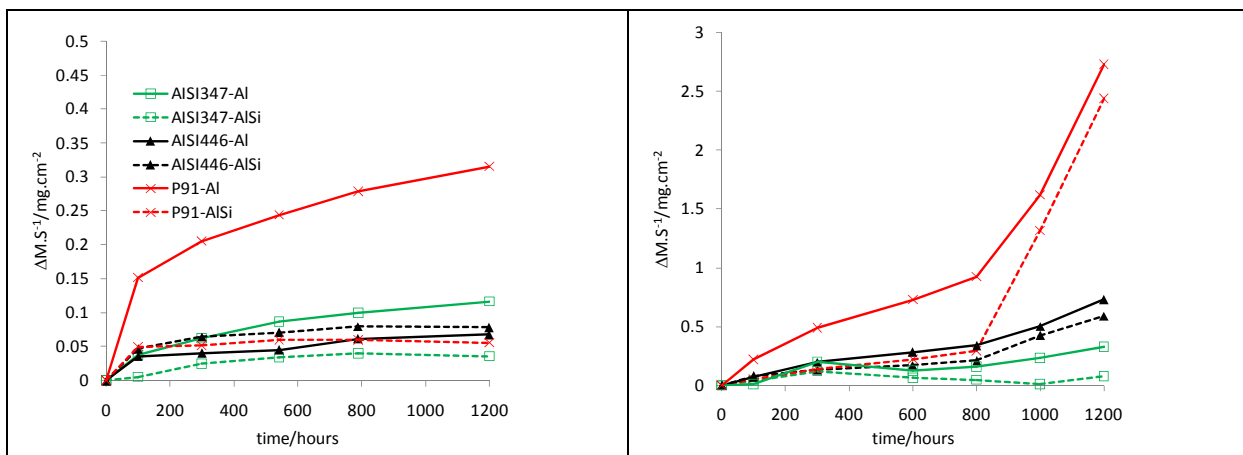 0.5
0.45
0.4
0.35
0.3
0.25
0.2
0.15
0.1
0.05
0
ΔM.S⁻¹/mg.cm⁻²
AISI347-Al
AISI347-AlSi
AISI446-Al
AISI446-AlSi
P91-Al
P91-AlSi
0 200 400 600 800 1000 1200
time/hours
3
2.5
2
1.5
1
0.5
0
ΔM.S⁻¹/mg.cm⁻²
0 200 400 600 800 1000 1200
time/hours